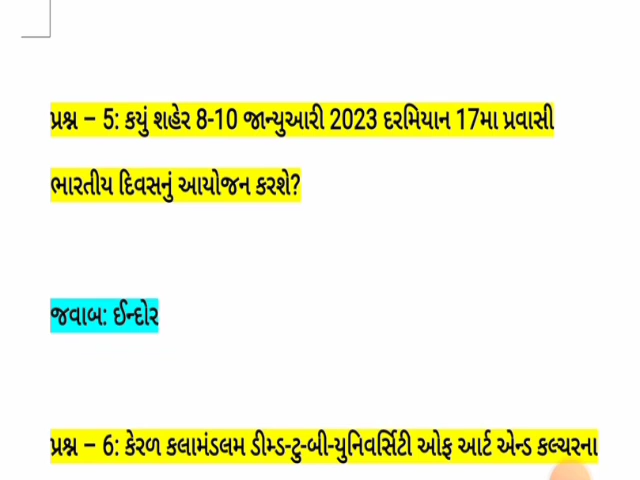 પ્રશ્ન – 5: કયું શહેર 8-10 જાન્યુઆરી 2023 દરમિયાન 17મા પ્રવાસી
ભારતીય દિવસનું આયોજન કરશે?
જવાબ: ઈન્દોર
પ્રશ્ન – 6: કેરળ કલામંડલમ ડીમ્ડ-ટુ-બી-યુનિવર્સિટી ઓફ આર્ટ એન્ડ કલ્ચરના